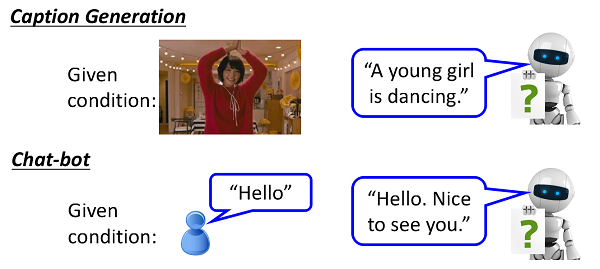 Caption Generation
Given
condition:
“A young girl
is dancing.”
?
Chat-bot
Given
condition:
“Hello”
“Hello. Nice
to see you.”
?